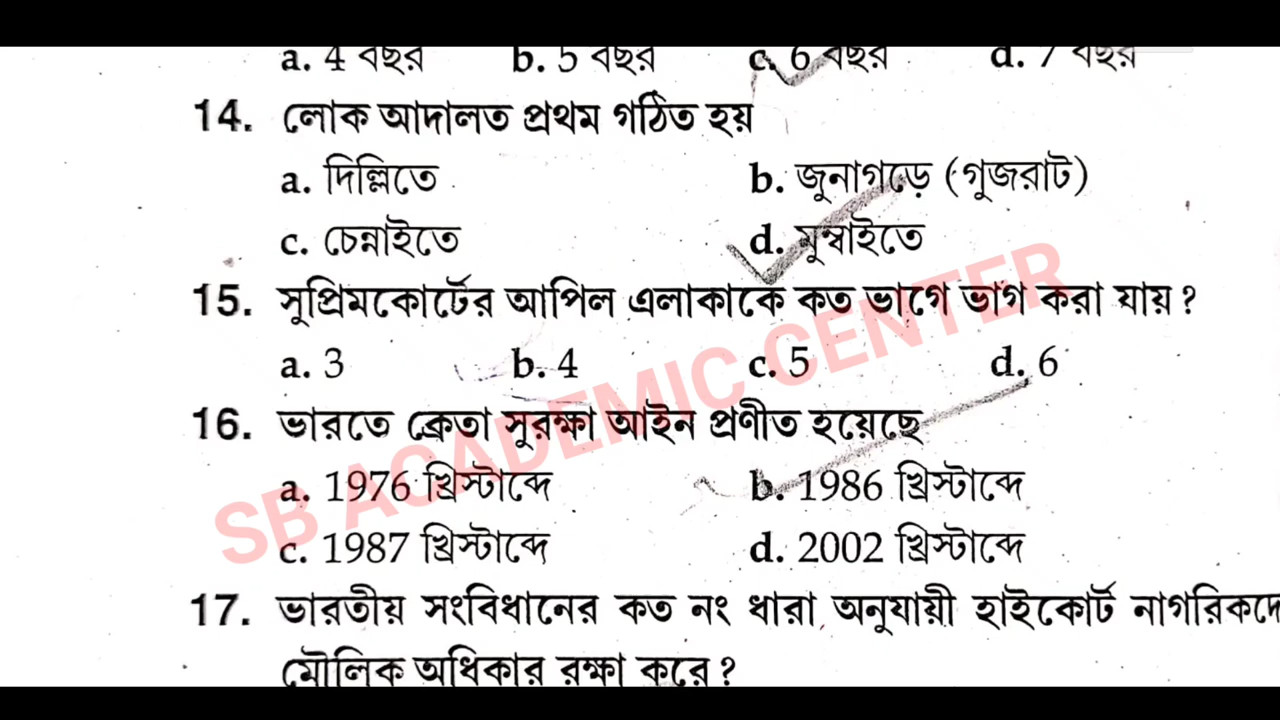 a. 4 বছর b. 5 বছর c. 6 বছর d. 7 বছর
14. লোক আদালত প্রথম গঠিত হয়
a. দিল্লিতে b. জুনাগড়ে (গুজরাট)
c. চেন্নাইতে d. মুম্বাইতে
15. সুপ্রিমকোর্টের আপিল এলাকাকে কত ভাগে ভাগ করা যায় ?
a. 3 b. 4 c. 5 d. 6
16. ভারতে ক্রেতা সুরক্ষা আইন প্রণীত হয়েছে
a. 1976 খ্রিস্টাব্দে b. 1986 খ্রিস্টাব্দে
c. 1987 খ্রিস্টাব্দে d. 2002 খ্রিস্টাব্দে
17. ভারতীয় সংবিধানের কত নং ধারা অনুযায়ী হাইকোর্ট নাগরিকদে
মৌলিক অধিকার রক্ষা করে ?
SB ACADEMIC CENTER